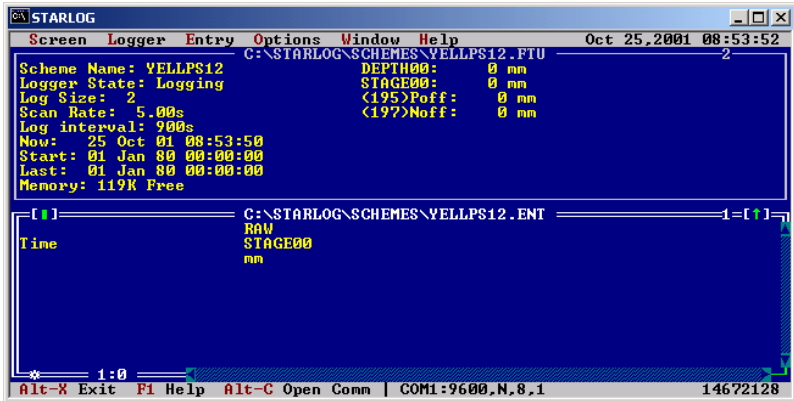 STARLOG
Screen Logger Entry Options Window Help Oct 25,2001 08:53:52
C:\STARLOG\SCHEMES\YELLPS12.FTU 2
Scheme Name: YELLPS12 DEPTH00: 0 mm
Logger State: Logging STAGE00: 0 mm
Log Size: 2 <195>Poff: 0 mm
Scan Rate: 5.00s <197>Noff: 0 mm
Log interval: 900s
Now: 25 Oct 01 08:53:50
Start: 01 Jan 80 00:00:00
Last: 01 Jan 80 00:00:00
Memory: 119K Free
C:\STARLOG\SCHEMES\YELLPS12.ENT 1=[↑]
RAW
Time STAGE00
mm
1:0
Alt-X Exit F1 Help Alt-C Open Comm | COM1:9600,N,8,1 14672128